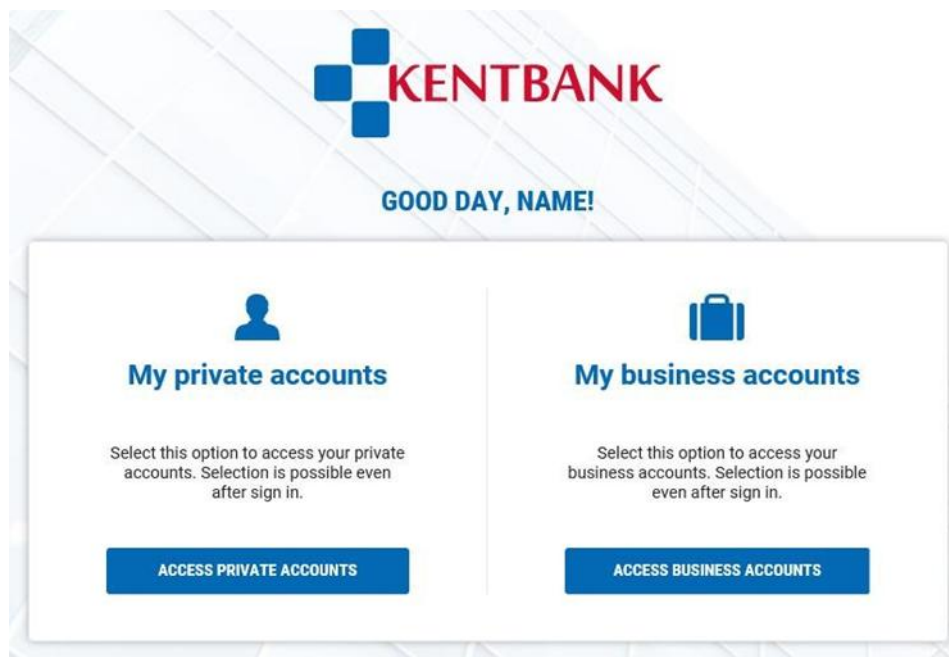 KENTBANK
GOOD DAY, NAME!
My private accounts
Select this option to access your private
accounts. Selection is possible even
after sign in.
ACCESS PRIVATE ACCOUNTS
My business accounts
Select this option to access your
business accounts. Selection is possible
even after sign in.
ACCESS BUSINESS ACCOUNTS